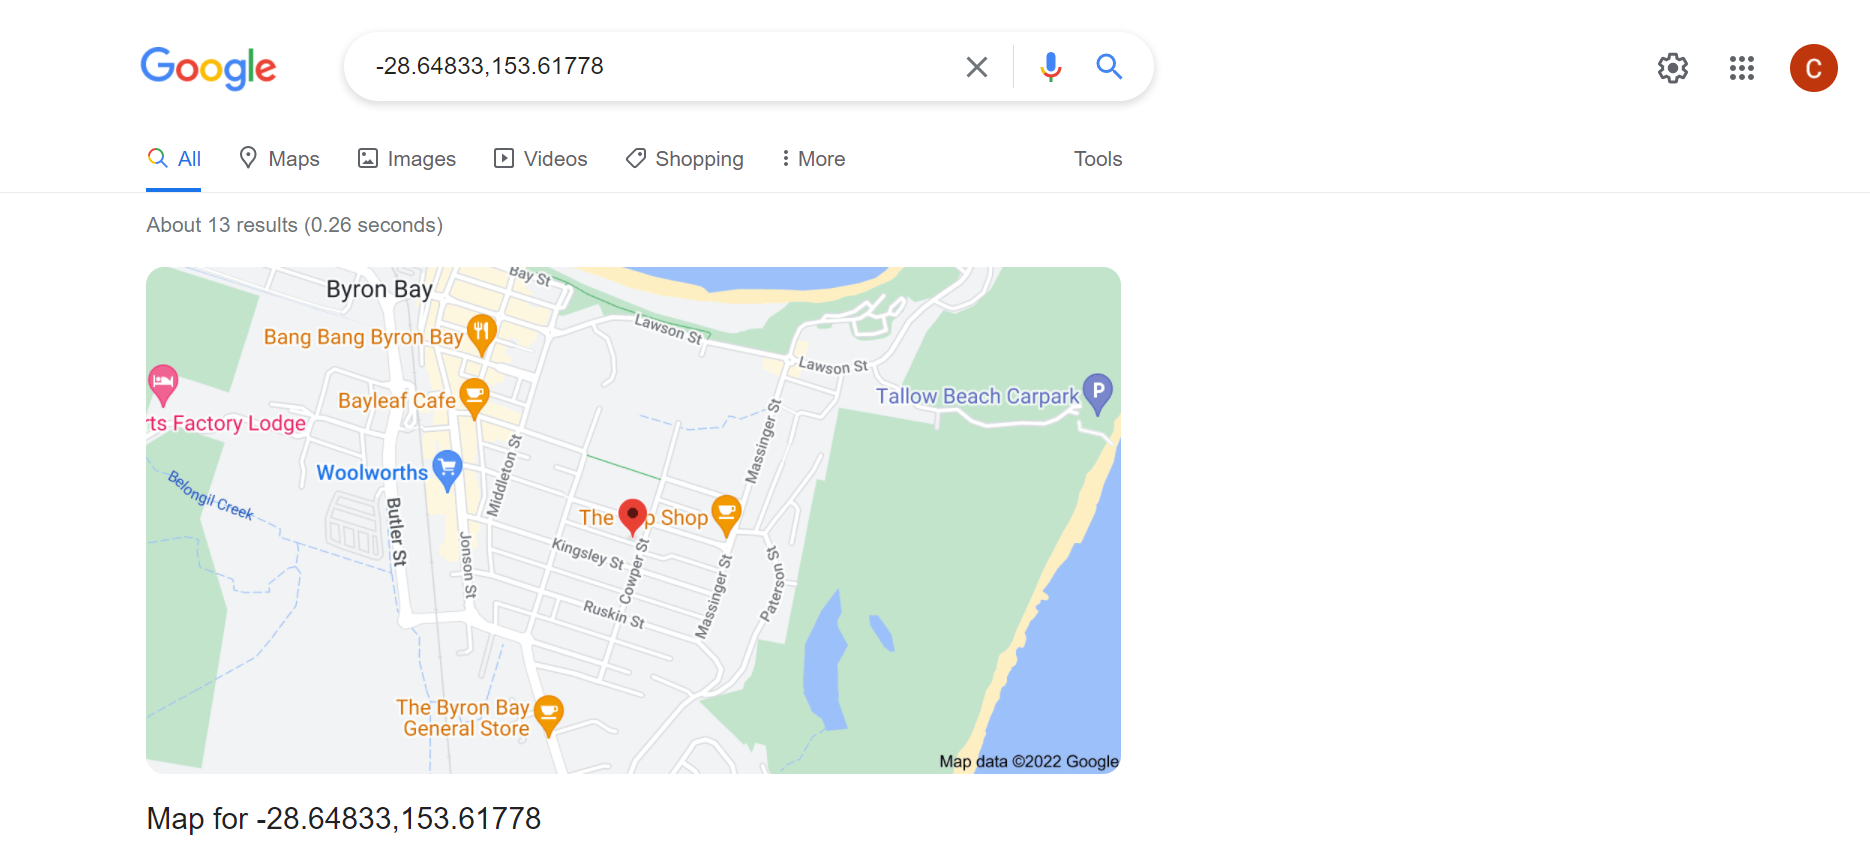 Google
-28.64833,153.61778
C
All
Maps
Images
Videos
Shopping
More
Tools
About 13 results (0.26 seconds)
Bay St
Byron Bay
Bang Bang Byron Bay
Lawson St
Lawson St
Bayleaf Cafe
Tallow Beach Carpark
P
rts Factory Lodge
Massinger St
Middleton St
Woolworths
Belongil Creek
Butler St
The
p Shop
Jonson St
Kingsley St
Cowper St
Massinger St
Paterson St
Ruskin St
The Byron Bay
General Store
Map data ©2022 Google
Map for -28.64833,153.61778